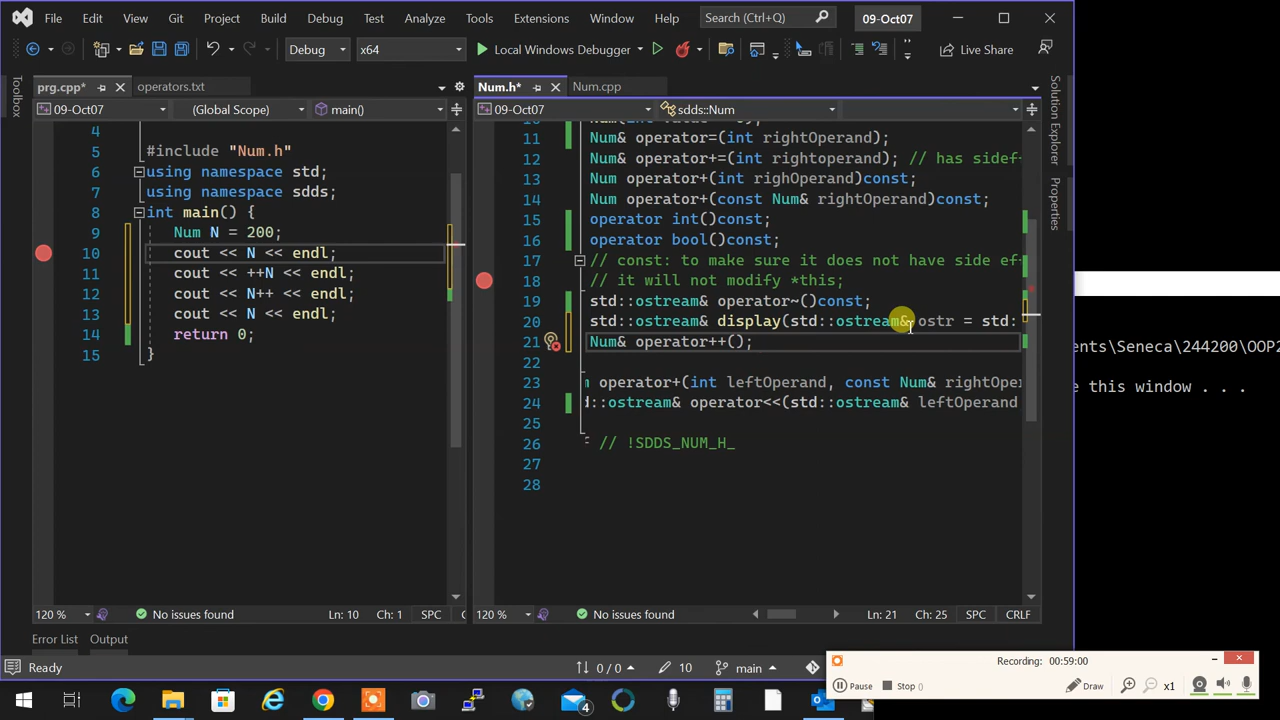 File Edit View Git Project Build Debug Test Analyze Tools Extensions Window Help Search (Ctrl+Q) 09-Oct07
Debug x64 Local Windows Debugger Live Share
Toolbox
prg.cpp* operators.txt
09-Oct07 (Global Scope) main()
4
5 #include "Num.h"
6 using namespace std;
7 using namespace sdds;
8 int main() {
9 Num N = 200;
10 cout << N << endl;
11 cout << ++N << endl;
12 cout << N++ << endl;
13 cout << N << endl;
14 return 0;
15 }
120 % No issues found Ln: 10 Ch: 1 SPC
Num.h* Num.cpp
09-Oct07 sdds::Num
10
11 Num& operator=(int rightOperand);
12 Num& operator+=(int rightoperand); // has sidef
13 Num operator+(int righOperand)const;
14 Num operator+(const Num& rightOperand)const;
15 operator int()const;
16 operator bool()const;
17 // const: to make sure it does not have side ef
18 // it will not modify *this;
19 std::ostream& operator~()const;
20 std::ostream& display(std::ostream& ostr = std:
21 Num& operator++();
22
23 operator+(int leftOperand, const Num& rightOper
24 d::ostream& operator<<(std::ostream& leftOperand
25
26 // !SDDS_NUM_H_
27
28
120 % No issues found Ln: 21 Ch: 25 SPC CRLF
Solution Explorer
Properties
Error List Output
Ready 0 / 0 10 main
ents\Seneca\244200\OOP2
e this window . . .
Recording: 00:59:00
Pause Stop () Draw x1
4